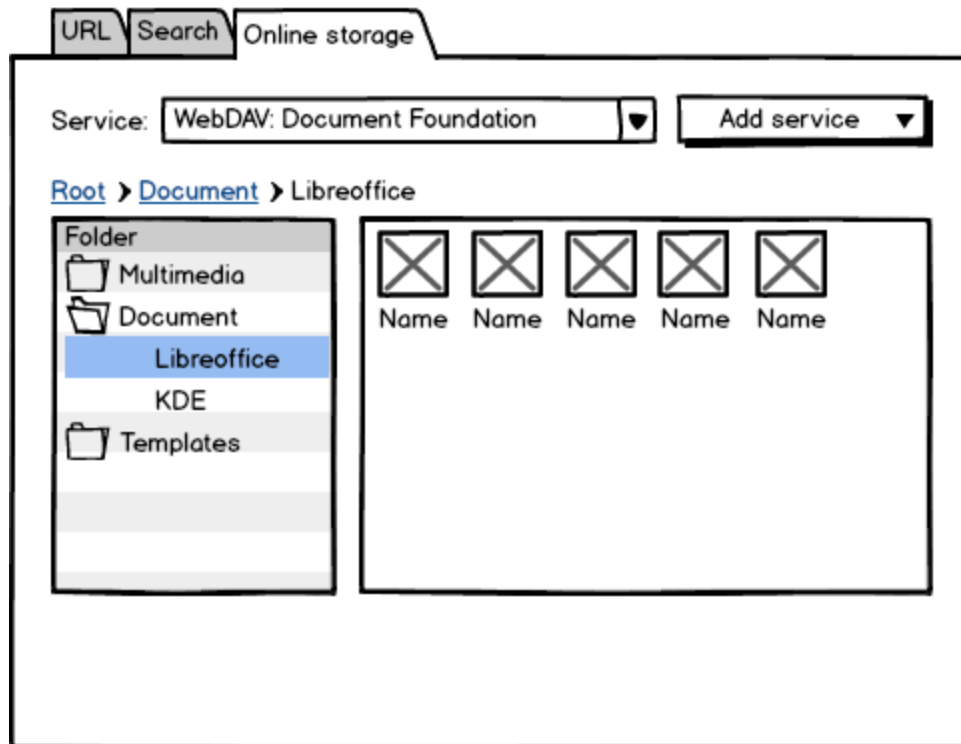 URL Search Online storage
Service: WebDAV: Document Foundation Add service
Root > Document > Libreoffice
Folder
Multimedia
Document
Libreoffice
KDE
Templates
Name Name Name Name Name